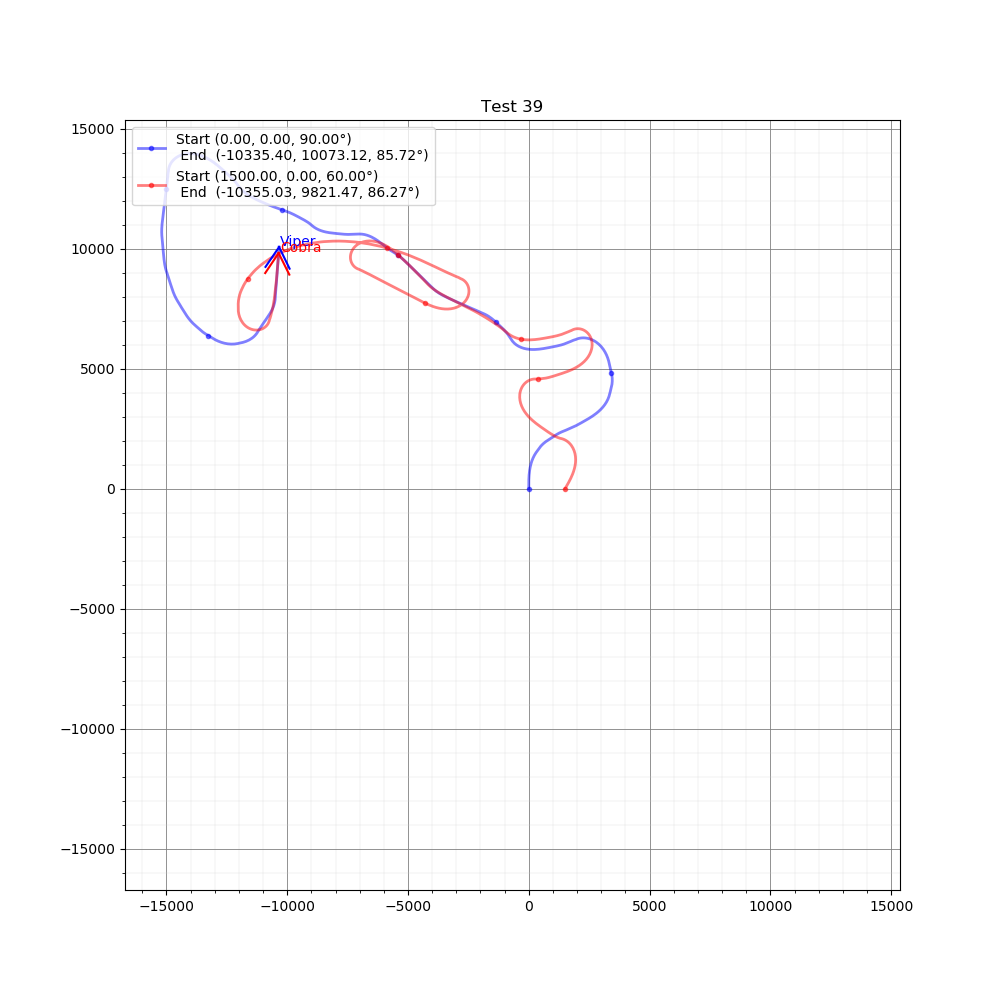 Test 39
Start (0.00, 0.00, 90.00°)
End (-10335.40, 10073.12, 85.72°)
Start (1500.00, 0.00, 60.00°)
End (-10355.03, 9821.47, 86.27°)
Viper
Cobra
15000
10000
5000
0
−5000
−10000
−15000
−15000 −10000 −5000 0 5000 10000 15000